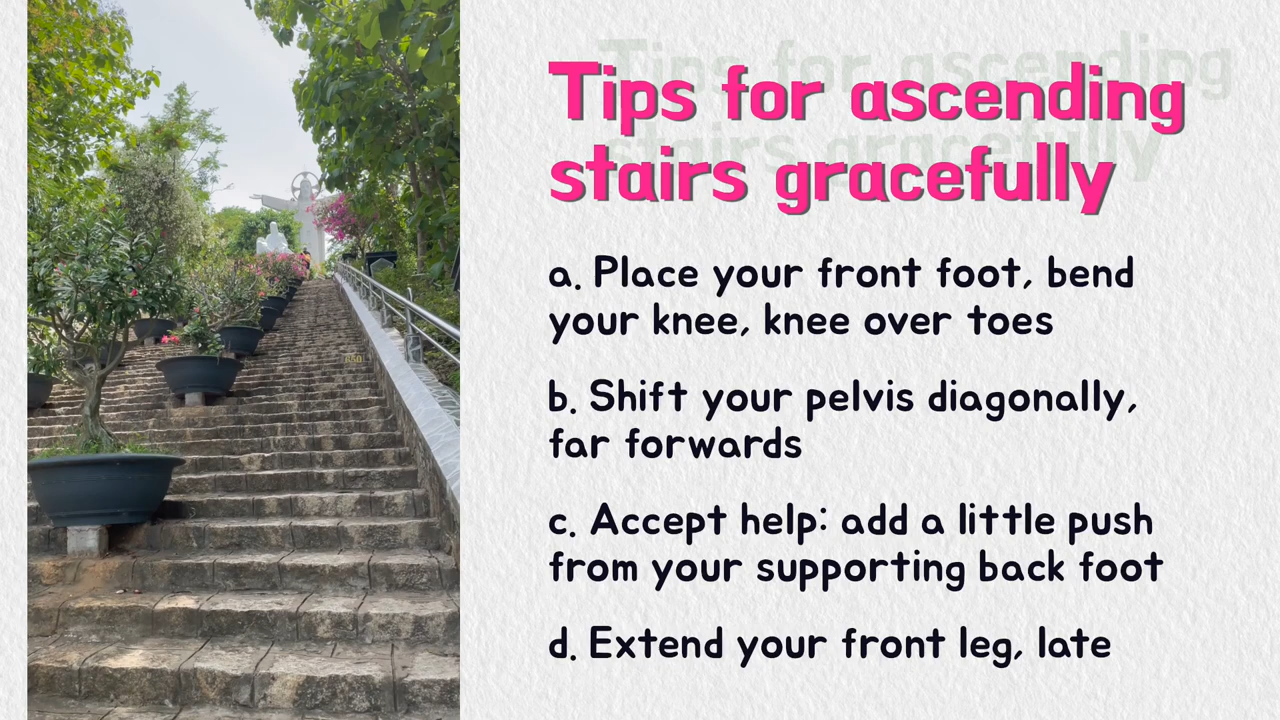 Tips for ascending
stairs gracefully
a. Place your front foot, bend
your knee, knee over toes
b. Shift your pelvis diagonally,
far forwards
c. Accept help: add a little push
from your supporting back foot
d. Extend your front leg, late